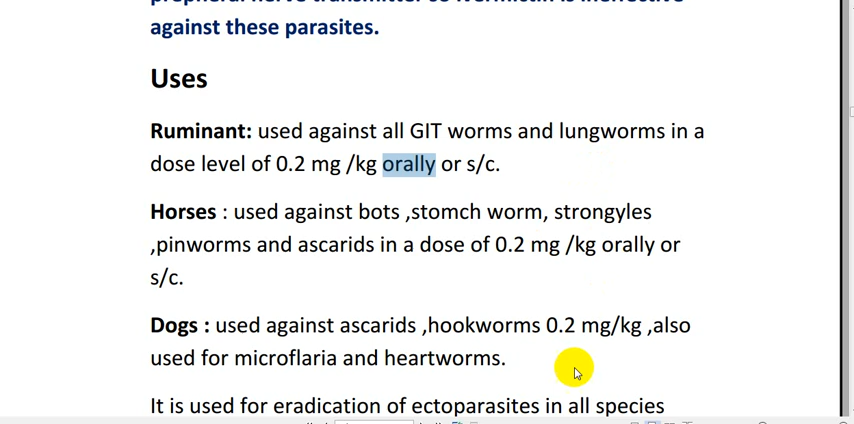 against these parasites.
Uses
Ruminant: used against all GIT worms and lungworms in a
dose level of 0.2 mg /kg orally or s/c.
Horses : used against bots ,stomch worm, strongyles
,pinworms and ascarids in a dose of 0.2 mg /kg orally or
s/c.
Dogs : used against ascarids ,hookworms 0.2 mg/kg ,also
used for microflaria and heartworms.
It is used for eradication of ectoparasites in all species